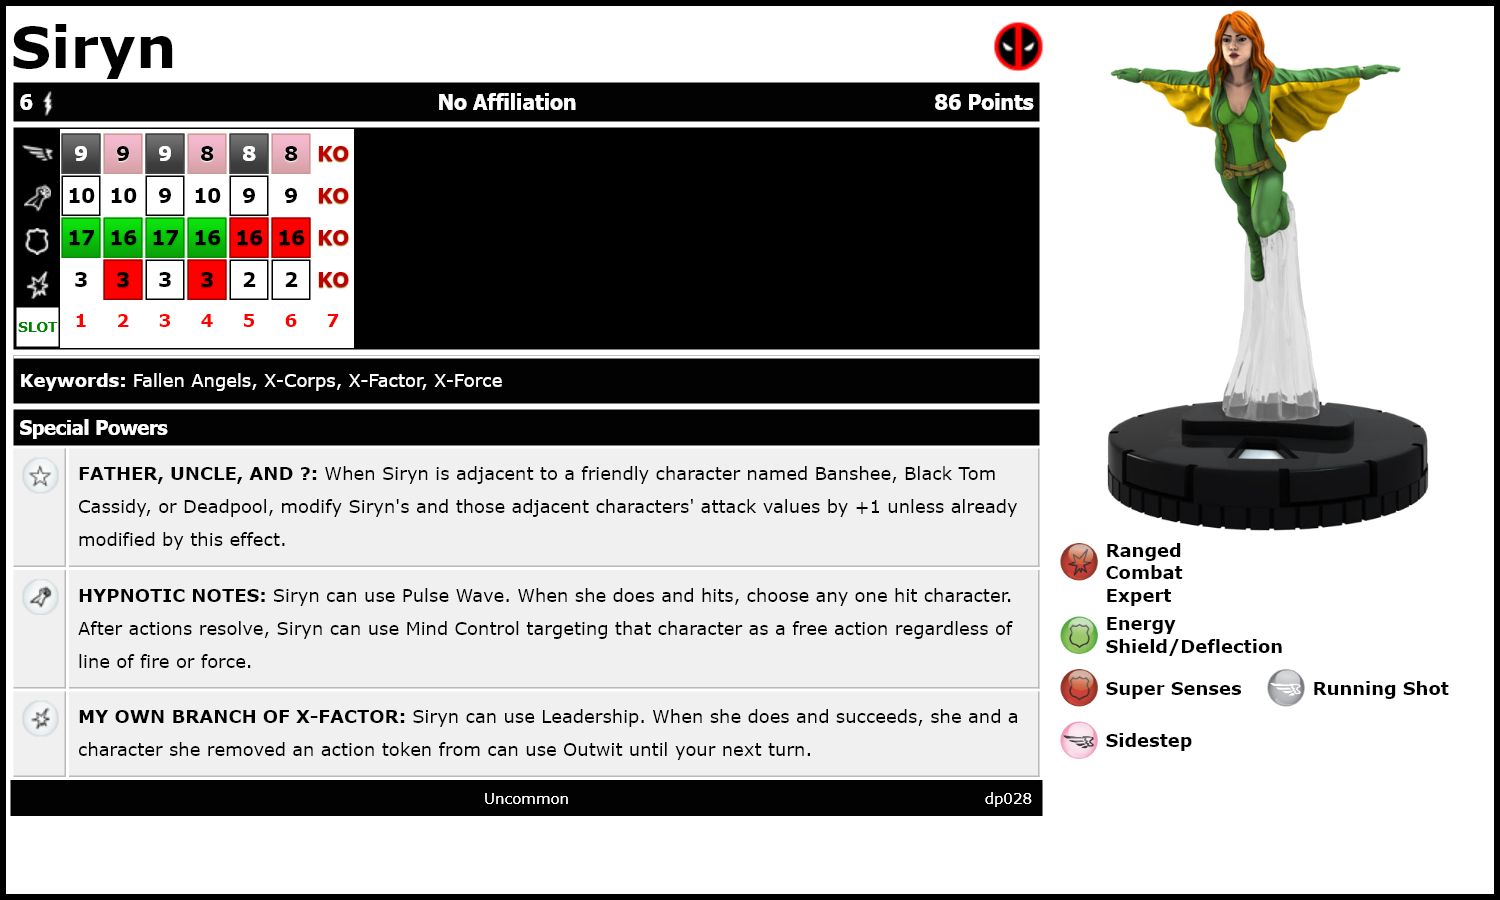 Siryn
6 No Affiliation 86 Points
9 9 9 8 8 8 KO
10 10 9 10 9 9 KO
17 16 17 16 16 16 KO
3 3 3 3 2 2 KO
SLOT 1 2 3 4 5 6 7
Keywords: Fallen Angels, X-Corps, X-Factor, X-Force
Special Powers
FATHER, UNCLE, AND ?: When Siryn is adjacent to a friendly character named Banshee, Black Tom
Cassidy, or Deadpool, modify Siryn's and those adjacent characters' attack values by +1 unless already
modified by this effect.
HYPNOTIC NOTES: Siryn can use Pulse Wave. When she does and hits, choose any one hit character.
After actions resolve, Siryn can use Mind Control targeting that character as a free action regardless of
line of fire or force.
MY OWN BRANCH OF X-FACTOR: Siryn can use Leadership. When she does and succeeds, she and a
character she removed an action token from can use Outwit until your next turn.
Uncommon dp028
Ranged
Combat
Expert
Energy
Shield/Deflection
Super Senses Running Shot
Sidestep